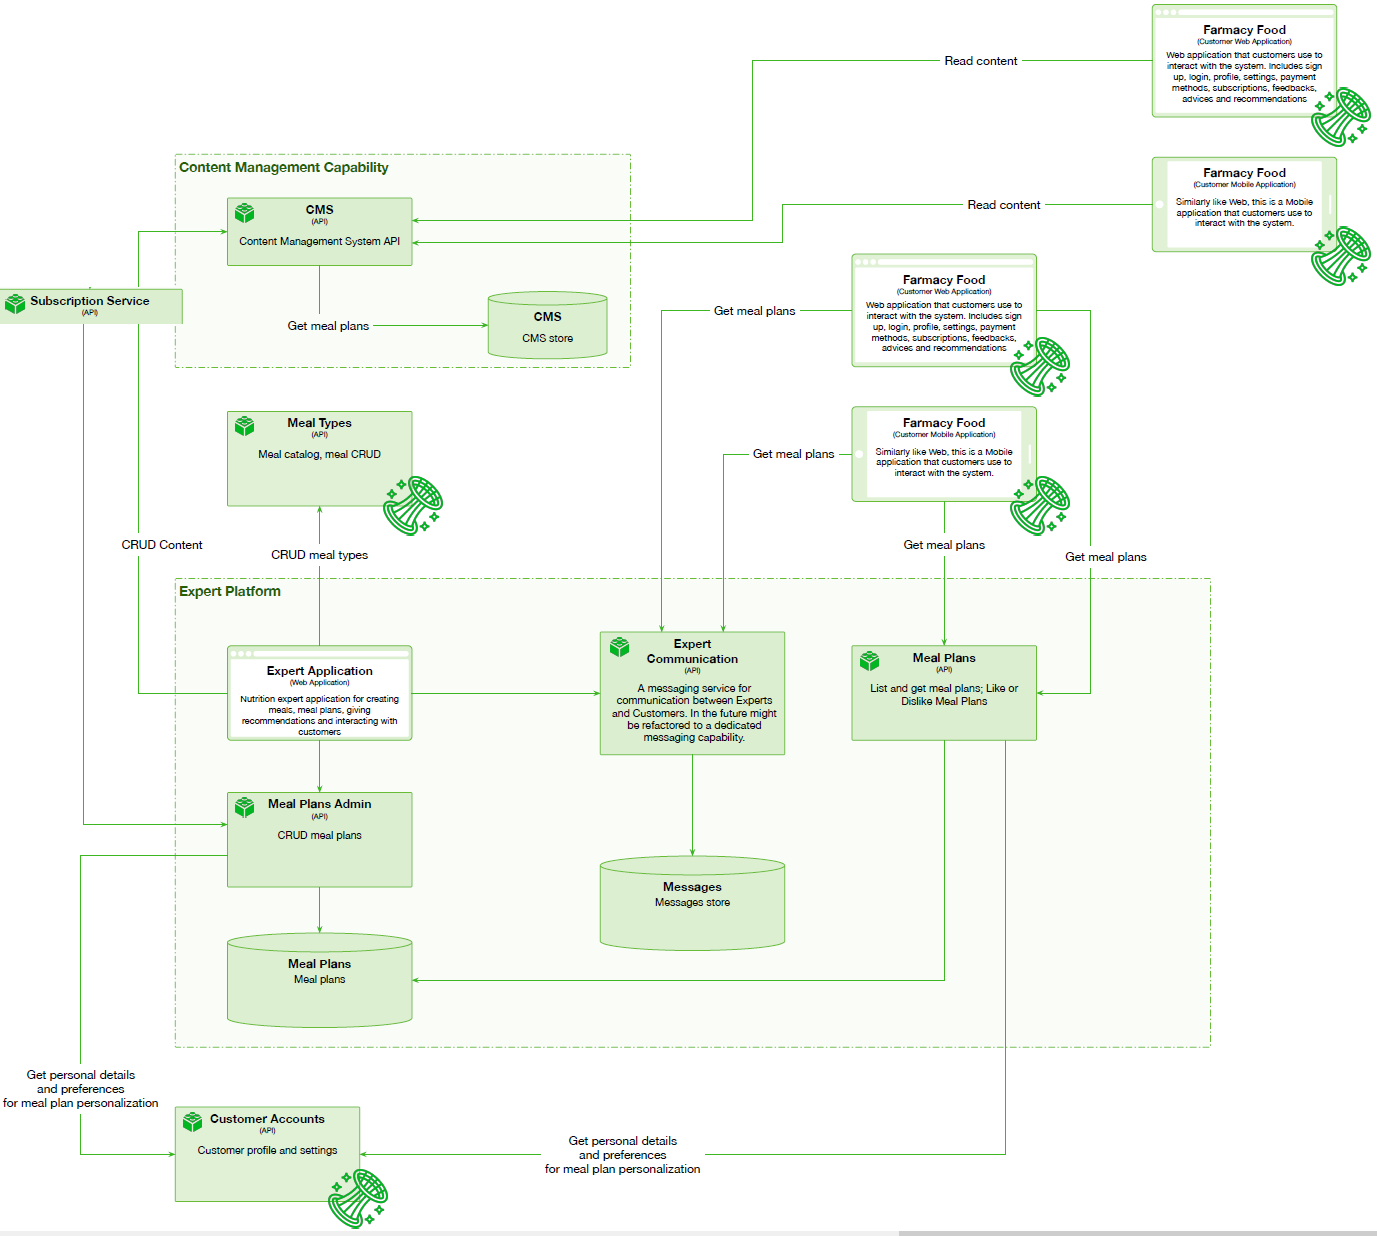 Farmacy Food
(Customer Web Application)
Web application that customers use to
interact with the system. Includes sign
up, login, profile, settings, payment
methods, subscriptions, feedbacks,
advices and recommendations
Read content
Farmacy Food
(Customer Mobile Application)
Similarly like Web, this is a Mobile
application that customers use to
interact with the system.
Read content
Content Management Capability
CMS
(API)
Content Management System API
Subscription Service
(API)
Get meal plans
CMS
CMS store
Farmacy Food
(Customer Web Application)
Web application that customers use to
interact with the system. Includes sign
up, login, profile, settings, payment
methods, subscriptions, feedbacks,
advices and recommendations
Get meal plans
Meal Types
(API)
Meal catalog, meal CRUD
Farmacy Food
(Customer Mobile Application)
Similarly like Web, this is a Mobile
application that customers use to
interact with the system.
Get meal plans
CRUD Content
CRUD meal types
Get meal plans
Get meal plans
Expert Platform
Expert Application
(Web Application)
Nutrition expert application for creating
meals, meal plans, giving
recommendations and interacting with
customers
Expert
Communication
(API)
A messaging service for
communication between Experts
and Customers. In the future might
be refactored to a dedicated
messaging capability.
Meal Plans
(API)
List and get meal plans; Like or
Dislike Meal Plans
Meal Plans Admin
(API)
CRUD meal plans
Messages
Messages store
Meal Plans
Meal plans
Get personal details
and preferences
for meal plan personalization
Customer Accounts
(API)
Customer profile and settings
Get personal details
and preferences
for meal plan personalization